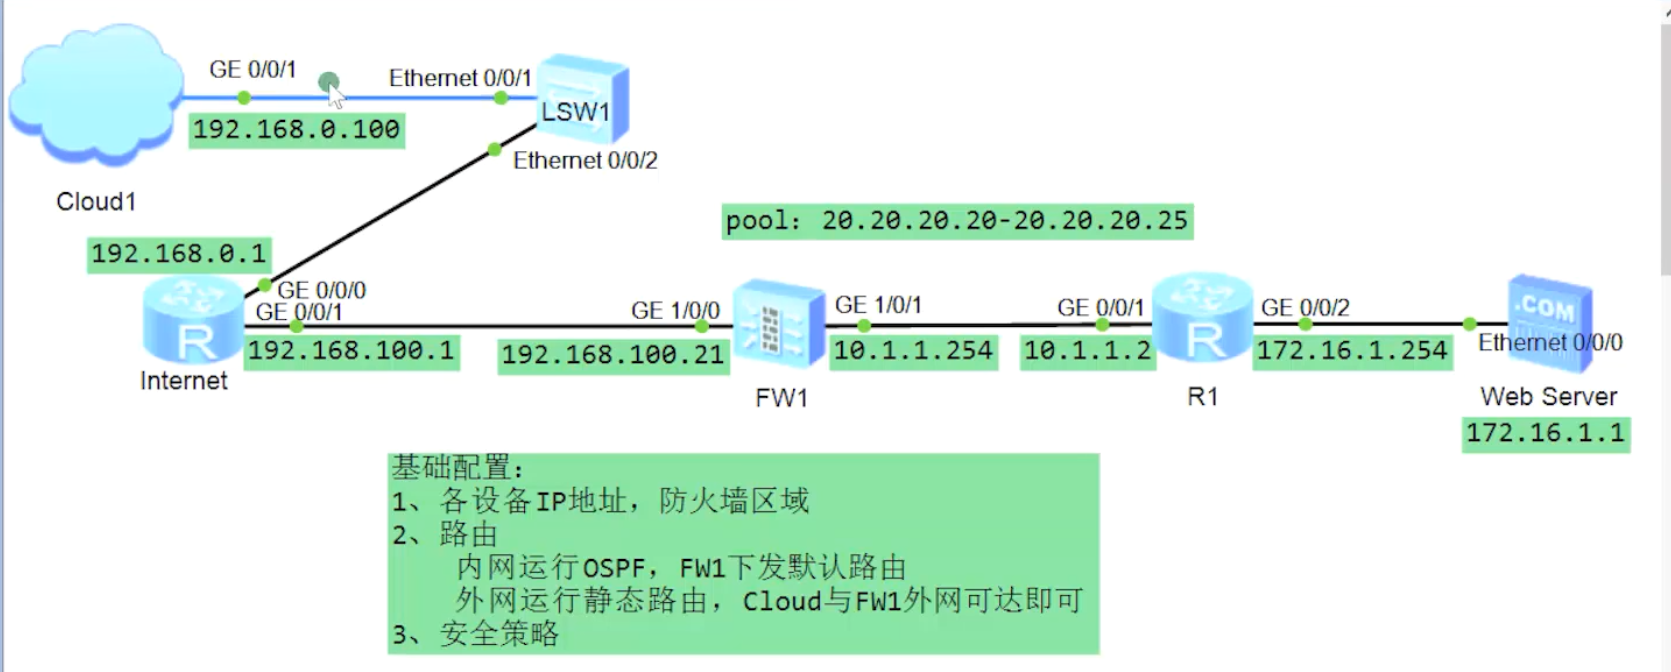 GE 0/0/1
Ethernet 0/0/1
LSW1
192.168.0.100
Ethernet 0/0/2
Cloud1
pool: 20.20.20.20-20.20.20.25
192.168.0.1
GE 0/0/0
GE 0/0/1
GE 1/0/0
GE 1/0/1
GE 0/0/1
GE 0/0/2
.COM
R
R
Ethernet 0/0/0
192.168.100.1
192.168.100.21
10.1.1.254
10.1.1.2
172.16.1.254
Internet
FW1
R1
Web Server
172.16.1.1
基础配置：
1、各设备IP地址，防火墙区域
2、路由
内网运行OSPF，FW1下发默认路由
外网运行静态路由，Cloud与FW1外网可达即可
3、安全策略